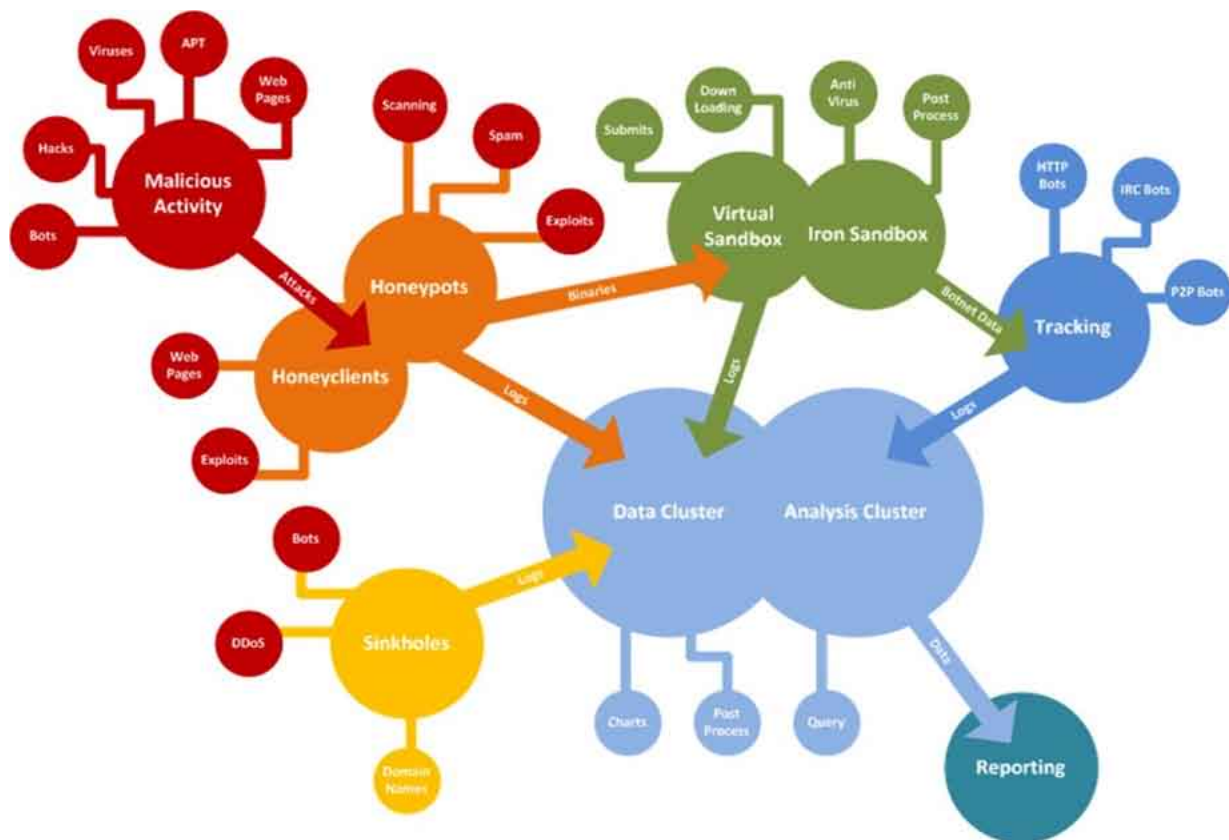 Viruses
APT
Web
Pages
Hacks
Malicious
Activity
Bots
Attacks
Scanning
Spam
Exploits
Honeypots
Binaries
Web
Pages
Honeyclients
Logs
Exploits
Submits
Down
Loading
Anti
Virus
Post
Process
Virtual
Sandbox
Iron Sandbox
Logs
Botnet Data
HTTP
Bots
IRC Bots
P2P Bots
Tracking
Logs
Data Cluster
Analysis Cluster
Bots
Logs
DDoS
Sinkholes
Domain
Names
Charts
Post
Process
Query
Data
Reporting